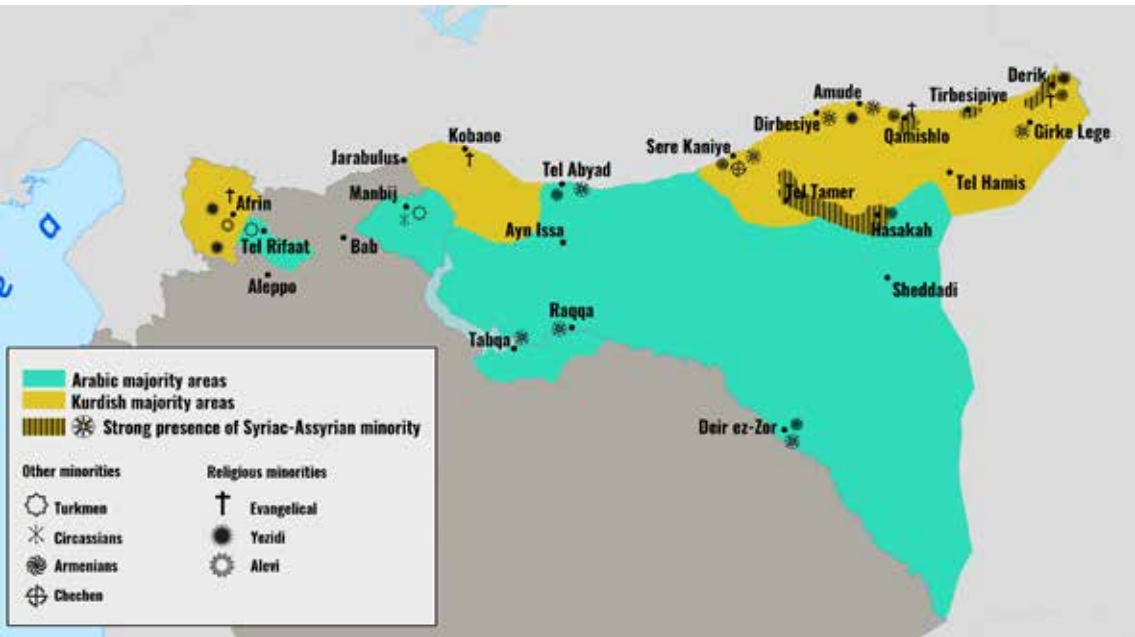 Derik
Amude
Tirbesipiye
Dirbesiye
Qamishlo
Girke Lege
Kobane
Sere Kaniye
Jarabulus
Tel Abyad
Tel Hamis
Manbij
Tel Tamer
Afrin
Ayn Issa
Hasakah
Tel Rifaat
Bab
Aleppo
Sheddadi
Raqqa
Tabqa
Deir ez-Zor
a
Arabic majority areas
Kurdish majority areas
Strong presence of Syriac-Assyrian minority
Other minorities
Turkmen
Circassians
Armenians
Chechen
Religious minorities
Evangelical
Yezidi
Alevi